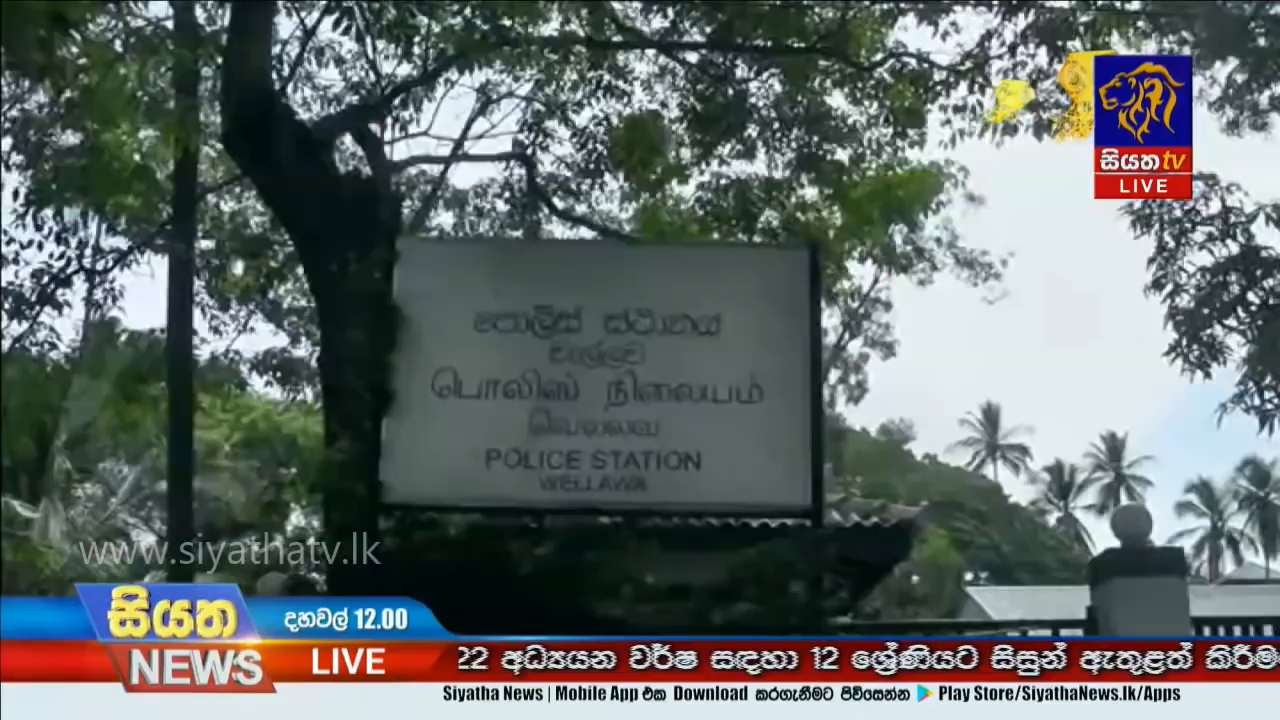 සියත tv
LIVE
පොලිස් ස්ථානය
වෑල්ලව
பொலிஸ் நிலையம்
வெல்லவ
POLICE STATION
WELLAWA
www.siyathatv.lk
සියත
NEWS
දහවල් 12.00
LIVE
22 අධ්‍යයන වර්ෂ සඳහා 12 ශ්‍රේණියට සිසුන් ඇතුළත් කිරීම
Siyatha News | Mobile App එක Download කරගැනීමට පිවිසෙන්න Play Store/SiyathaNews.lk/Apps